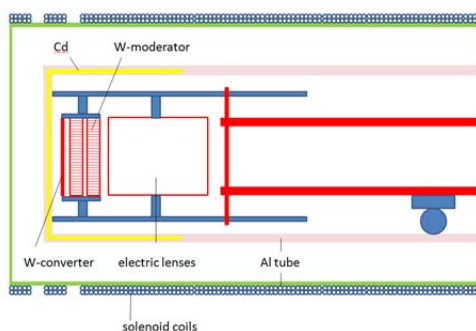 Cd
W-moderator
W-converter
electric lenses
Al tube
solenoid coils